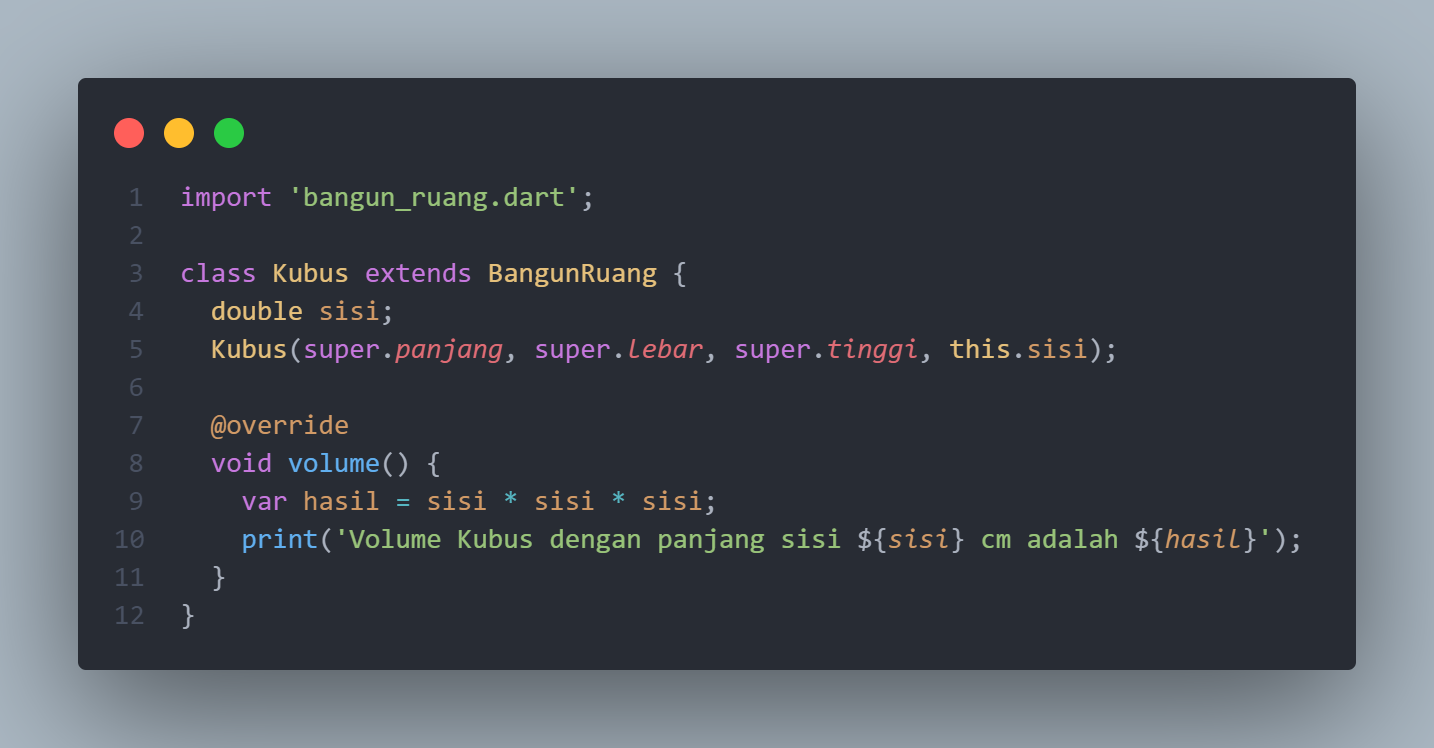 1 import 'bangun_ruang.dart';
2
3 class Kubus extends BangunRuang {
4   double sisi;
5   Kubus(super.panjang, super.lebar, super.tinggi, this.sisi);
6
7   @override
8   void volume() {
9     var hasil = sisi * sisi * sisi;
10     print('Volume Kubus dengan panjang sisi ${sisi} cm adalah ${hasil}');
11   }
12 }